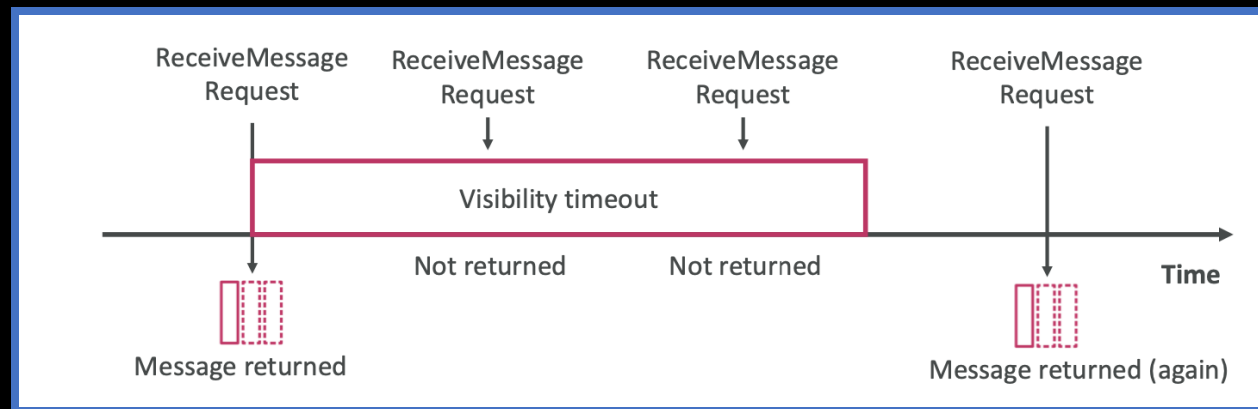 ReceiveMessage
Request
ReceiveMessage
Request
ReceiveMessage
Request
ReceiveMessage
Request
Visibility timeout
Not returned
Not returned
Time
Message returned
Message returned (again)